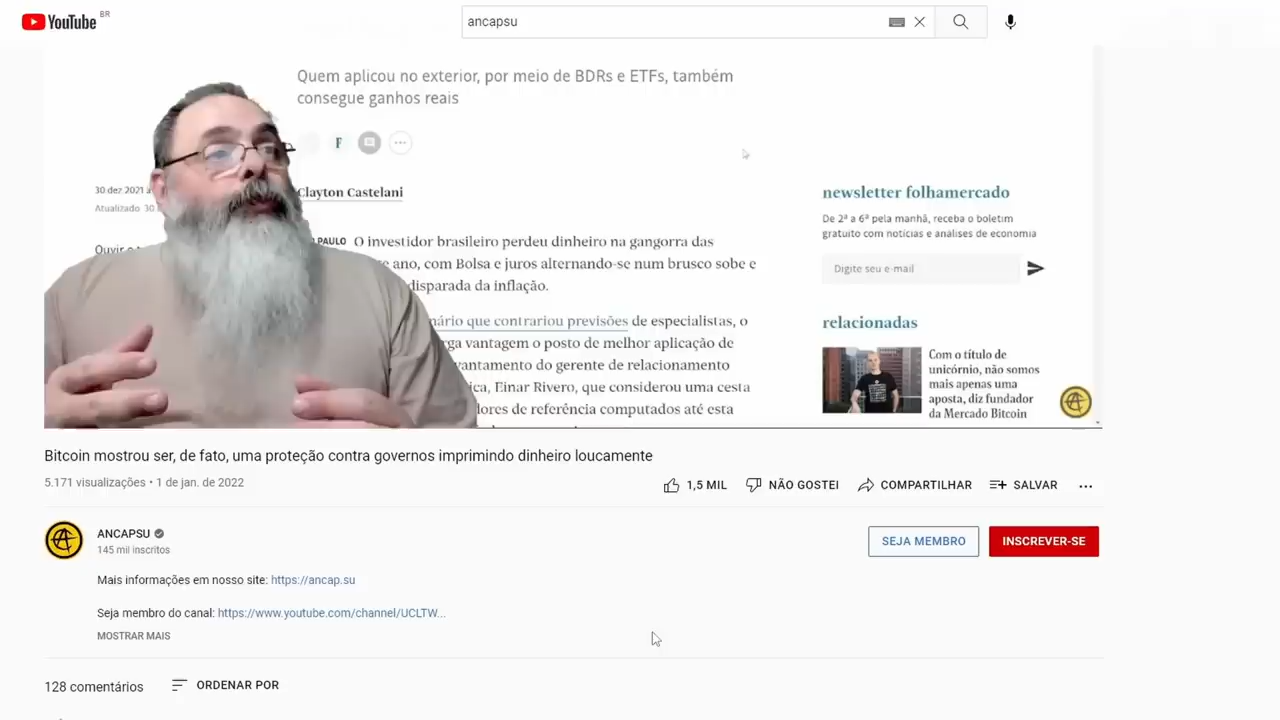 YouTube BR
ancapsu
Quem aplicou no exterior, por meio de BDRs e ETFs, também
consegue ganhos reais
F
30 dez 2021
Atualizado 30
Clayton Castelani
O investidor brasileiro perdeu dinheiro na gangorra das
ano, com Bolsa e juros alternando-se num brusco sobe e
disparada da inflação.
que contrariou previsões de especialistas, o
vantagem o posto de melhor aplicação de
do gerente de relacionamento
Einar Rivero, que considerou uma cesta
de referência computados até esta
newsletter folhamercado
De 2ª a 6ª pela manhã, receba o boletim
gratuito com notícias e análises de economia
Digite seu e-mail
relacionadas
Com o título de
unicórnio, não somos
mais apenas uma
aposta, diz fundador
da Mercado Bitcoin
Bitcoin mostrou ser, de fato, uma proteção contra governos imprimindo dinheiro loucamente
5.171 visualizações • 1 de jan. de 2022
1,5 MIL NÃO GOSTEI COMPARTILHAR SALVAR ...
ANCAPSU
145 mil inscritos
SEJA MEMBRO INSCREVER-SE
Mais informações em nosso site: https://ancap.su
Seja membro do canal: https://www.youtube.com/channel/UCLTW...
MOSTRAR MAIS
128 comentários ORDENAR POR